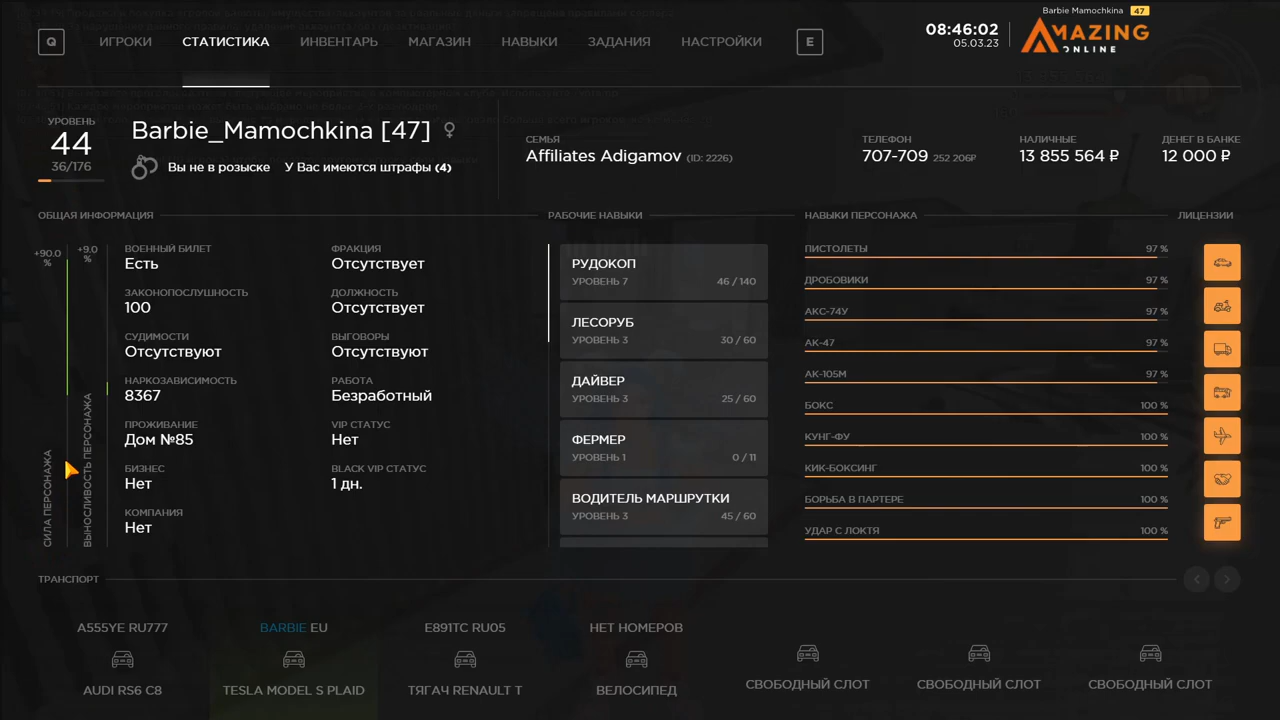 Barbie Mamochkina 47
Q ИГРОКИ СТАТИСТИКА ИНВЕНТАРЬ МАГАЗИН НАВЫКИ ЗАДАНИЯ НАСТРОЙКИ E
08:46:02
05.03.23
AMAZING
ONLINE
УРОВЕНЬ
44
36/176
Barbie_Mamochkina [47]
Вы не в розыске У Вас имеются штрафы (4)
СЕМЬЯ
Affiliates Adigamov (ID: 2226)
ТЕЛЕФОН
707-709 252 206₽
НАЛИЧНЫЕ
13 855 564 ₽
ДЕНЕГ В БАНКЕ
12 000 ₽
ОБЩАЯ ИНФОРМАЦИЯ
+90.0 %
+9.0 %
СИЛА ПЕРСОНАЖА
ВЫНОСЛИВОСТЬ ПЕРСОНАЖА
ВОЕННЫЙ БИЛЕТ
Есть
ЗАКОНОПОСЛУШНОСТЬ
100
СУДИМОСТИ
Отсутствуют
НАРКОЗАВИСИМОСТЬ
8367
ПРОЖИВАНИЕ
Дом №85
БИЗНЕС
Нет
КОМПАНИЯ
Нет
ФРАКЦИЯ
Отсутствует
ДОЛЖНОСТЬ
Отсутствует
ВЫГОВОРЫ
Отсутствуют
РАБОТА
Безработный
VIP СТАТУС
Нет
BLACK VIP СТАТУС
1 дн.
РАБОЧИЕ НАВЫКИ
РУДОКОП
УРОВЕНЬ 7 46 / 140
ЛЕСОРУБ
УРОВЕНЬ 3 30 / 60
ДАЙВЕР
УРОВЕНЬ 3 25 / 60
ФЕРМЕР
УРОВЕНЬ 1 0 / 11
ВОДИТЕЛЬ МАРШРУТКИ
УРОВЕНЬ 3 45 / 60
НАВЫКИ ПЕРСОНАЖА
ПИСТОЛЕТЫ 97 %
ДРОБОВИКИ 97 %
АКС-74У 97 %
АК-47 97 %
АК-105М 97 %
БОКС 100 %
КУНГ-ФУ 100 %
КИК-БОКСИНГ 100 %
БОРЬБА В ПАРТЕРЕ 100 %
УДАР С ЛОКТЯ 100 %
ЛИЦЕНЗИИ
ТРАНСПОРТ
A555YE RU777
AUDI RS6 C8
BARBIE EU
TESLA MODEL S PLAID
E891TC RU05
ТЯГАЧ RENAULT T
НЕТ НОМЕРОВ
ВЕЛОСИПЕД
СВОБОДНЫЙ СЛОТ
СВОБОДНЫЙ СЛОТ
СВОБОДНЫЙ СЛОТ